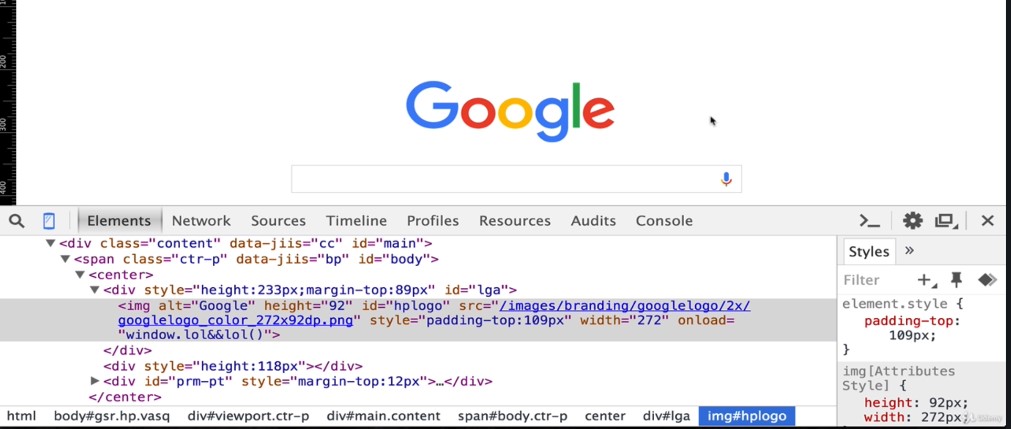 Google
Elements Network Sources Timeline Profiles Resources Audits Console
<div class="content" data-jiis="cc" id="main">
<span class="ctr-p" data-jiis="bp" id="body">
<center>
<div style="height:233px;margin-top:89px" id="lga">
<img alt="Google" height="92" id="hplogo" src="/images/branding/googlelogo/2x/
googlelogo_color_272x92dp.png" style="padding-top:109px" width="272" onload=
"window.lol&&lol()">
</div>
<div style="height:118px"></div>
<div id="prm-pt" style="margin-top:12px">…</div>
</center>
html body#gsr.hp.vasq div#viewport.ctr-p div#main.content span#body.ctr-p center div#lga img#hplogo
Styles »
Filter
element.style {
padding-top:
109px;
}
img[Attributes
Style] {
height: 92px;
width: 272px;
200
300
400